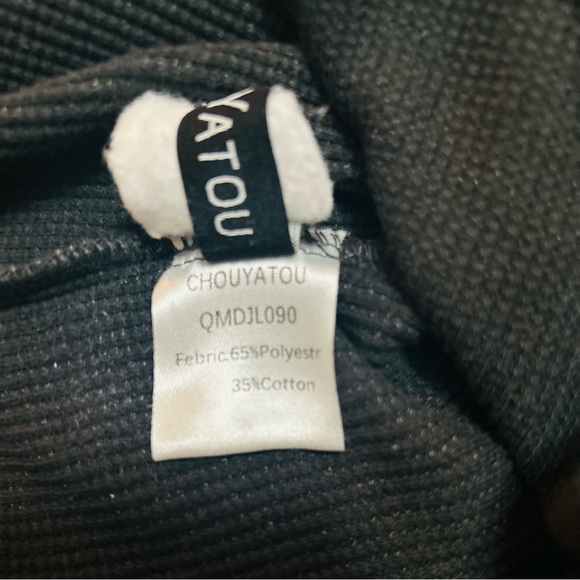 YATOU
CHOUYATOU
QMDJL090
Febric:65%Polyestr
35%Cotton